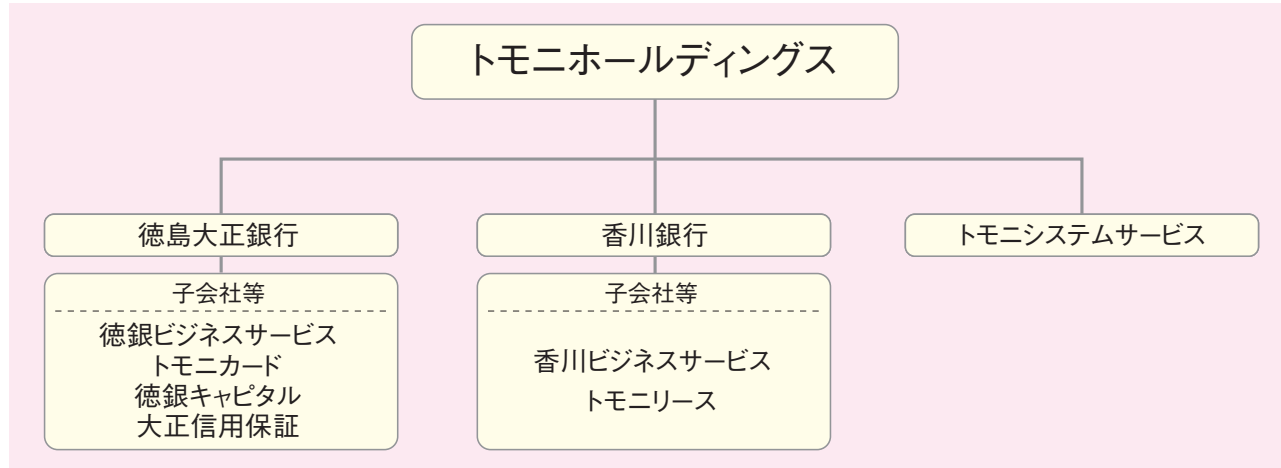 トモニホールディングス
徳島大正銀行
香川銀行
トモニシステムサービス
子会社等
徳銀ビジネスサービス
トモニカード
徳銀キャピタル
大正信用保証
子会社等
香川ビジネスサービス
トモニリース